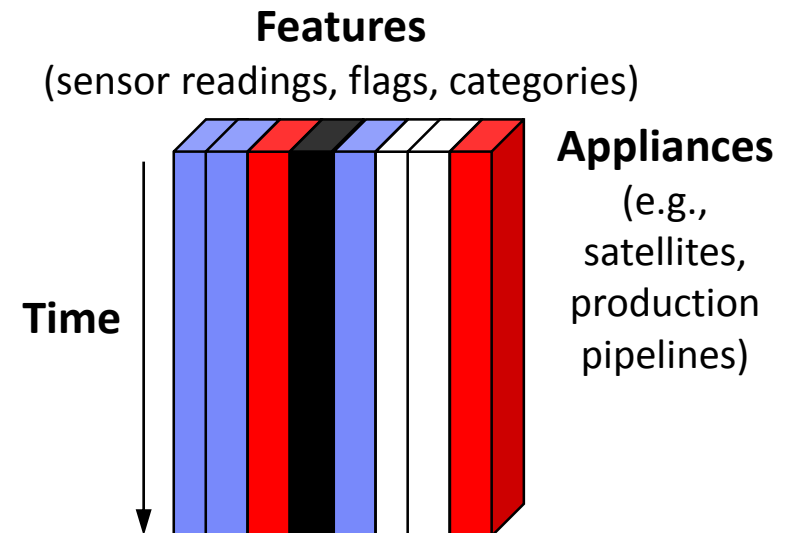 Features
(sensor readings, flags, categories)
Appliances
(e.g.,
satellites,
production
pipelines)
Time